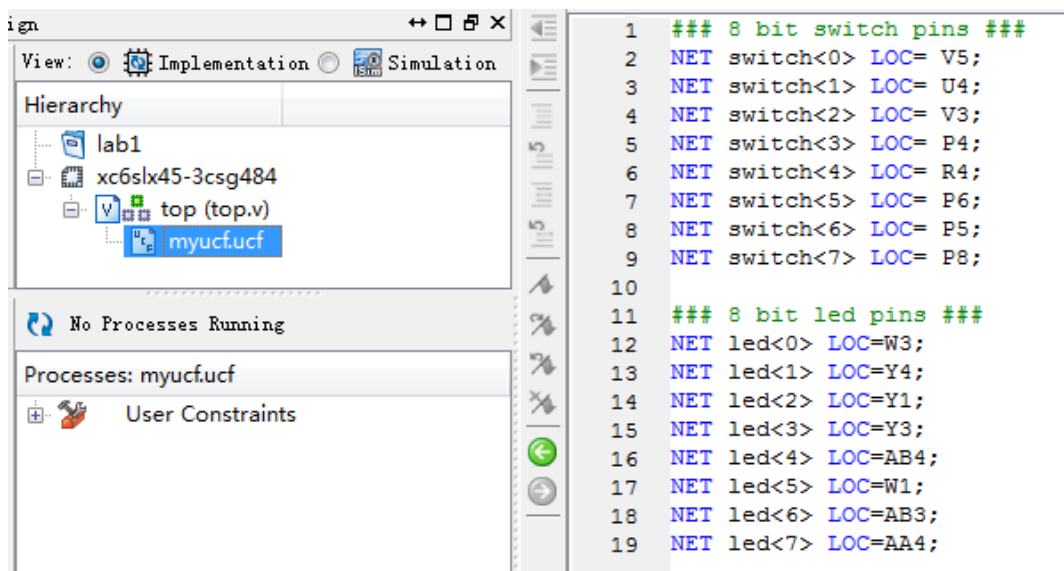 ign
View: Implementation Simulation
Hierarchy
lab1
xc6slx45-3csg484
top (top.v)
myucf.ucf
No Processes Running
Processes: myucf.ucf
User Constraints
1 ### 8 bit switch pins ###
2 NET switch<0> LOC= V5;
3 NET switch<1> LOC= U4;
4 NET switch<2> LOC= V3;
5 NET switch<3> LOC= P4;
6 NET switch<4> LOC= R4;
7 NET switch<5> LOC= P6;
8 NET switch<6> LOC= P5;
9 NET switch<7> LOC= P8;
10
11 ### 8 bit led pins ###
12 NET led<0> LOC=W3;
13 NET led<1> LOC=Y4;
14 NET led<2> LOC=Y1;
15 NET led<3> LOC=Y3;
16 NET led<4> LOC=AB4;
17 NET led<5> LOC=W1;
18 NET led<6> LOC=AB3;
19 NET led<7> LOC=AA4;